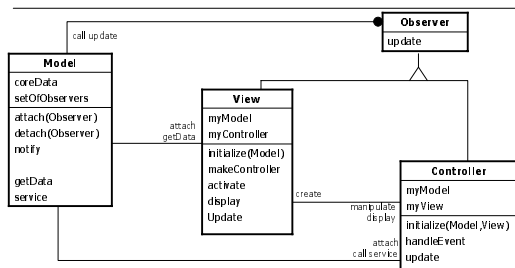 Observer
update
call update
Model
coreData
setOfObservers
attach(Observer)
detach(Observer)
notify
getData
service
attach
getData
View
myModel
myController
initialize(Model)
makeController
activate
display
Update
create
manipulate
display
attach
call service
Controller
myModel
myView
initialize(Model,View)
handleEvent
update